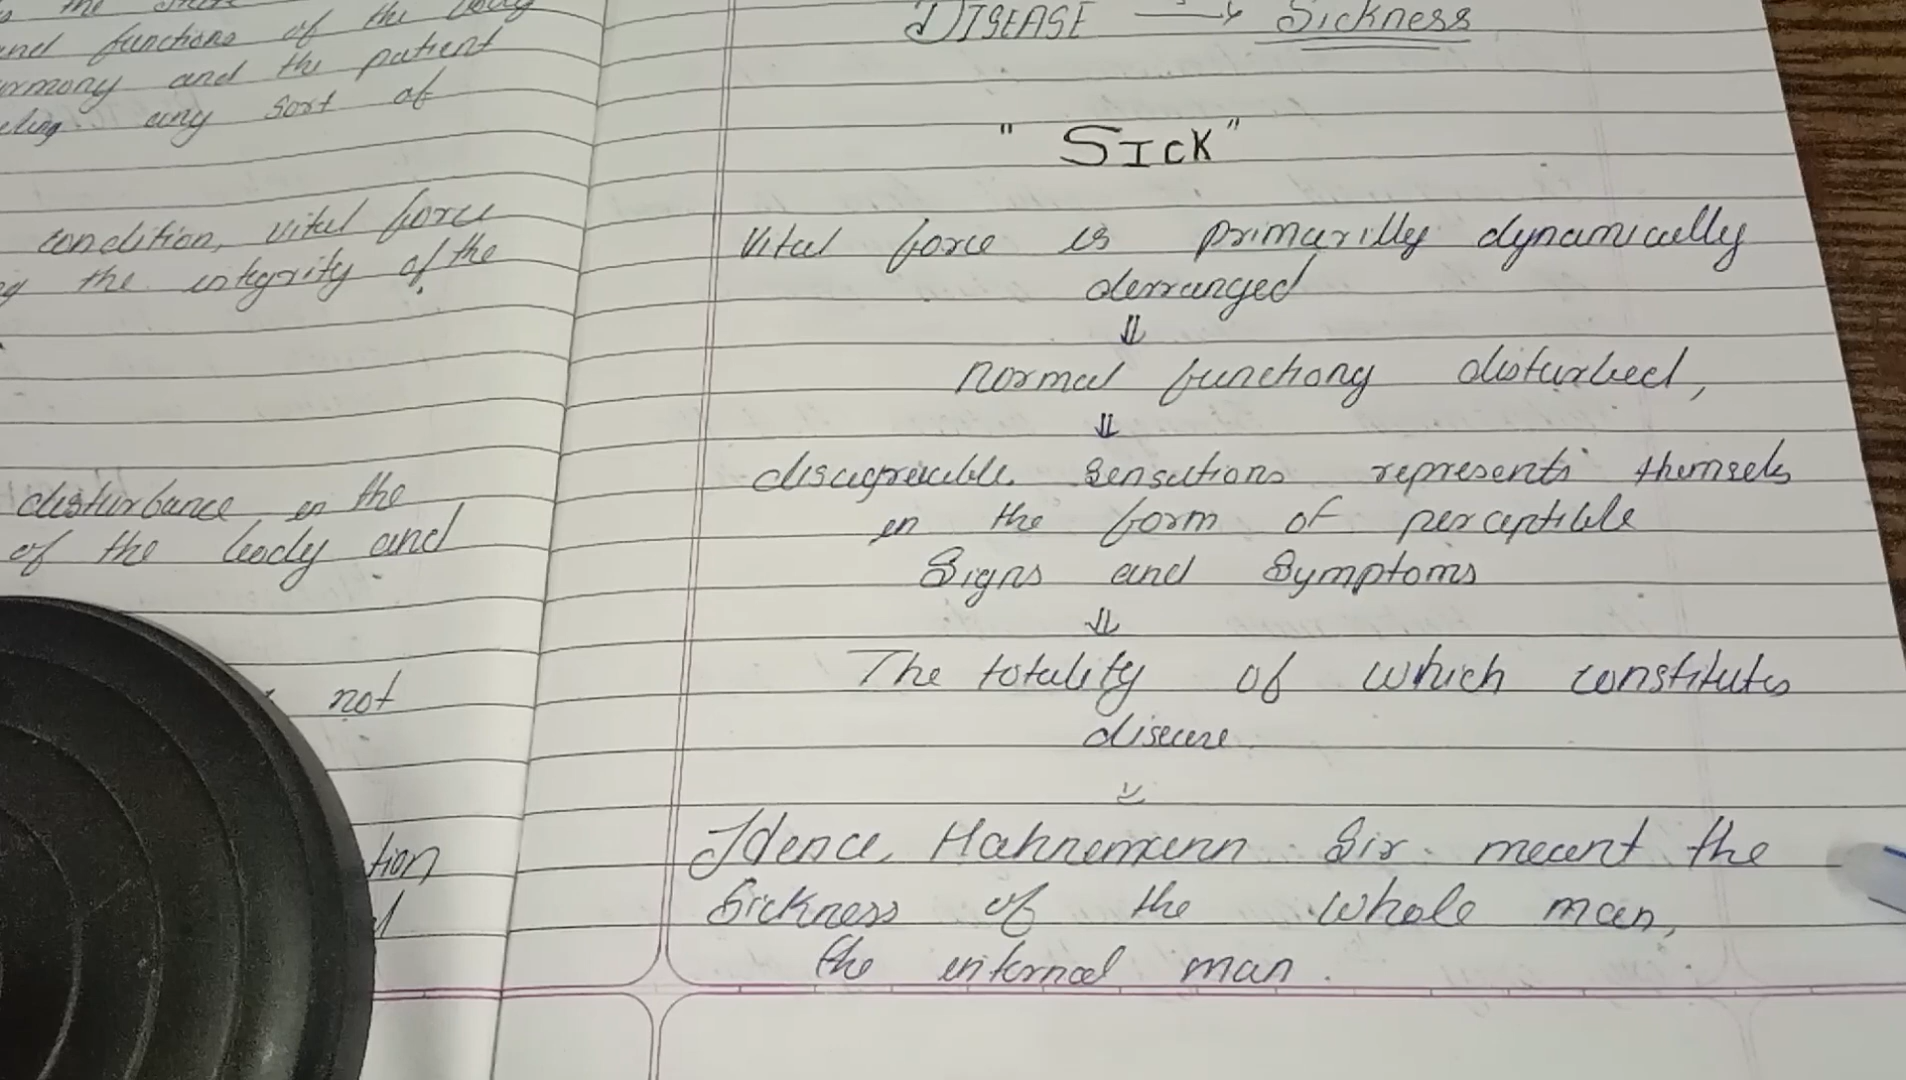 and functions of the body
and the patient
any sort of
condition, vital force
the integrity of the
disturbance in the
of the body and
not
tion
DISEASE → Sickness
"SICK"
Vital force is primarilly dynamically
derranged
⇓
normal functiong disturbed,
⇓
disagreeable sensations represents themsels
in the form of perceptible
Signs and Symptoms
⇓
The totality of which constitutes
disease
Hahnemann Sir meant the
Sickness of the whole man,
the internal man.